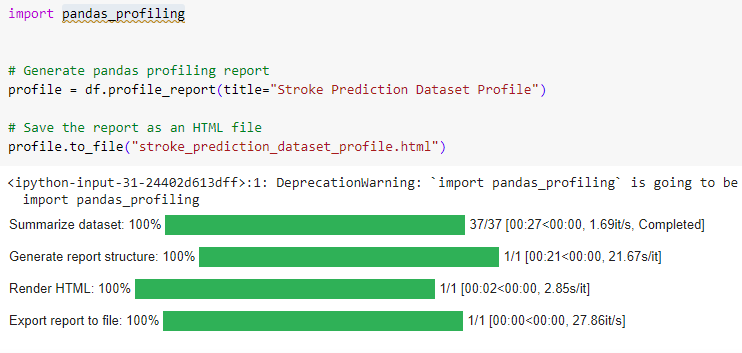 import pandas_profiling
# Generate pandas profiling report
profile = df.profile_report(title="Stroke Prediction Dataset Profile")
# Save the report as an HTML file
profile.to_file("stroke_prediction_dataset_profile.html")
<ipython-input-31-24402d613dff>:1: DeprecationWarning: `import pandas_profiling` is going to be
import pandas_profiling
Summarize dataset: 100% 37/37 [00:27<00:00, 1.69it/s, Completed]
Generate report structure: 100% 1/1 [00:21<00:00, 21.67s/it]
Render HTML: 100% 1/1 [00:02<00:00, 2.85s/it]
Export report to file: 100% 1/1 [00:00<00:00, 27.86it/s]